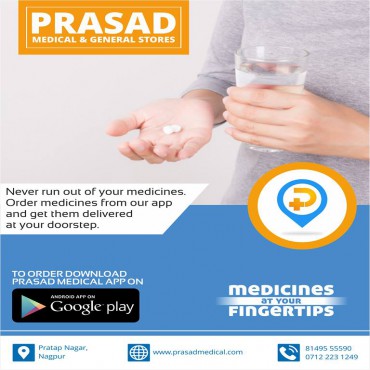 PRASAD
MEDICAL & GENERAL STORES
Never run out of your medicines.
Order medicines from our app
and get them delivered
at your doorstep.
TO ORDER DOWNLOAD
PRASAD MEDICAL APP ON
ANDROID APP ON
Google play
MEDICINES
AT YOUR
FINGERTIPS
Pratap Nagar,
Nagpur
www.prasadmedical.com
81495 55590
0712 223 1249